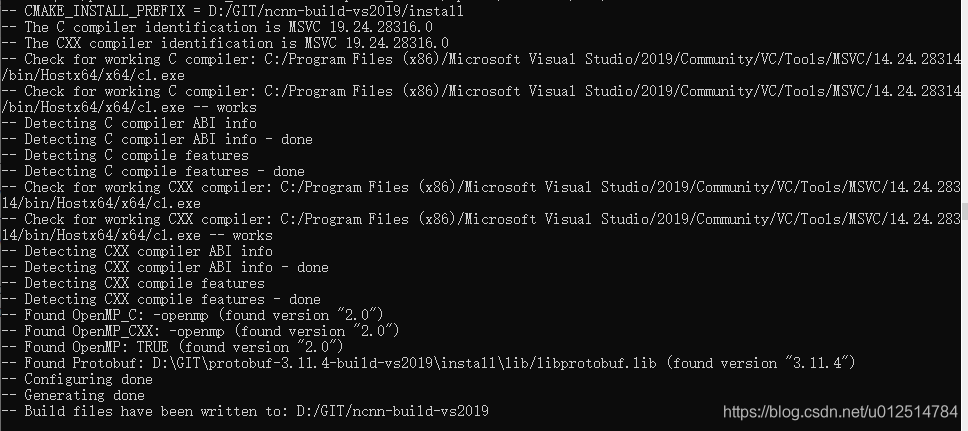 -- CMAKE_INSTALL_PREFIX = D:/GIT/ncnn-build-vs2019/install
-- The C compiler identification is MSVC 19.24.28316.0
-- The CXX compiler identification is MSVC 19.24.28316.0
-- Check for working C compiler: C:/Program Files (x86)/Microsoft Visual Studio/2019/Community/VC/Tools/MSVC/14.24.28314
/bin/Hostx64/x64/cl.exe
-- Check for working C compiler: C:/Program Files (x86)/Microsoft Visual Studio/2019/Community/VC/Tools/MSVC/14.24.28314
/bin/Hostx64/x64/cl.exe -- works
-- Detecting C compiler ABI info
-- Detecting C compiler ABI info - done
-- Detecting C compile features
-- Detecting C compile features - done
-- Check for working CXX compiler: C:/Program Files (x86)/Microsoft Visual Studio/2019/Community/VC/Tools/MSVC/14.24.283
14/bin/Hostx64/x64/cl.exe
-- Check for working CXX compiler: C:/Program Files (x86)/Microsoft Visual Studio/2019/Community/VC/Tools/MSVC/14.24.283
14/bin/Hostx64/x64/cl.exe -- works
-- Detecting CXX compiler ABI info
-- Detecting CXX compiler ABI info - done
-- Detecting CXX compile features
-- Detecting CXX compile features - done
-- Found OpenMP_C: -openmp (found version "2.0")
-- Found OpenMP_CXX: -openmp (found version "2.0")
-- Found OpenMP: TRUE (found version "2.0")
-- Found Protobuf: D:\GIT\protobuf-3.11.4-build-vs2019\install\lib/libprotobuf.lib (found version "3.11.4")
-- Configuring done
-- Generating done
-- Build files have been written to: D:/GIT/ncnn-build-vs2019
https://blog.csdn.net/u012514784